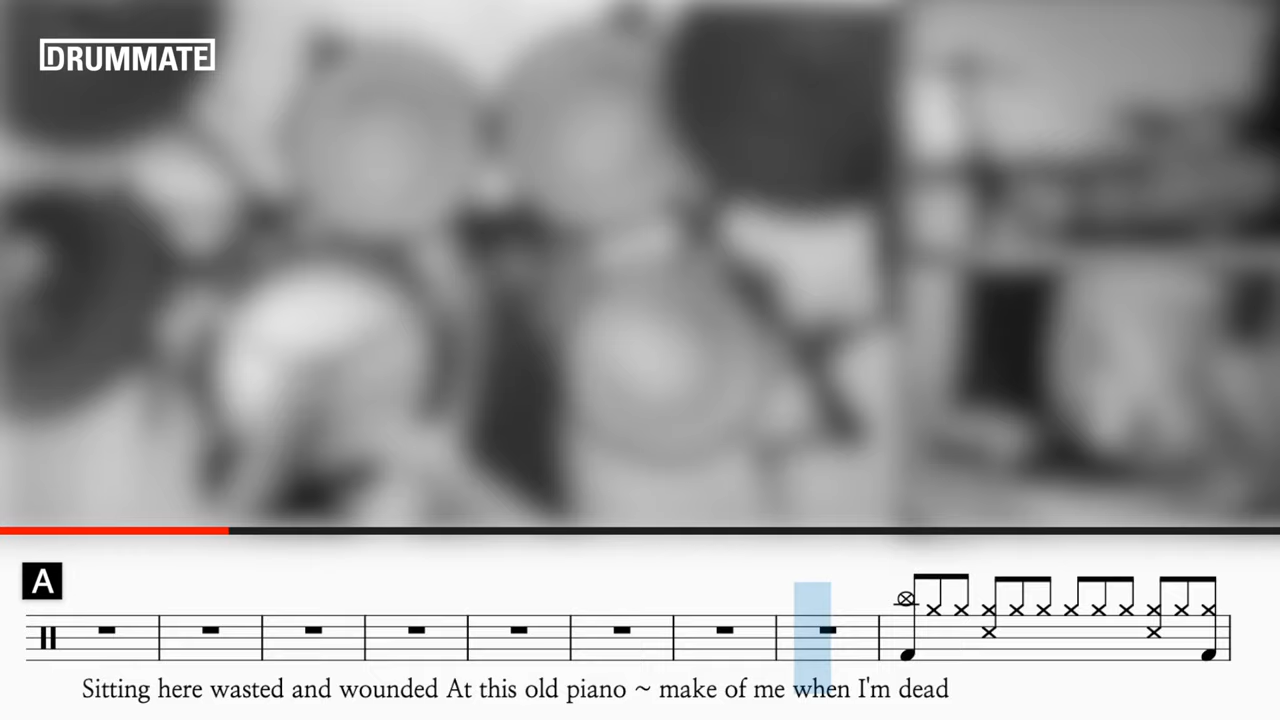 DRUMMATE
A
Sitting here wasted and wounded At this old piano ~ make of me when I'm dead